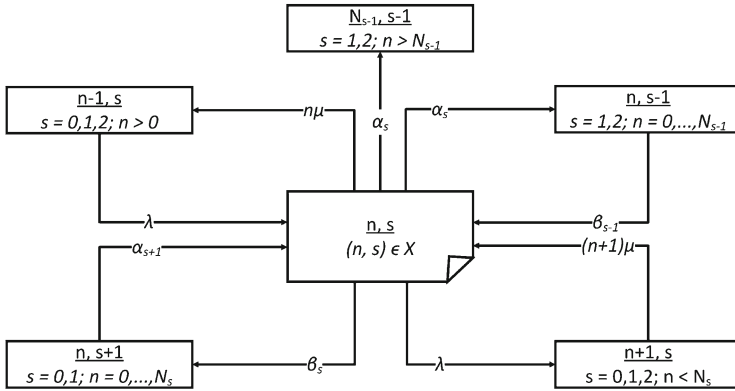 N_{s-1}, s-1
s = 1,2; n > N_{s-1}
n-1, s
s = 0,1,2; n > 0
nμ
α_s
α_s
n, s-1
s = 1,2; n = 0,...,N_{s-1}
λ
n, s
(n, s) ϵ X
β_{s-1}
α_{s+1}
(n+1)μ
n, s+1
s = 0,1; n = 0,...,N_s
β_s
λ
n+1, s
s = 0,1,2; n < N_s